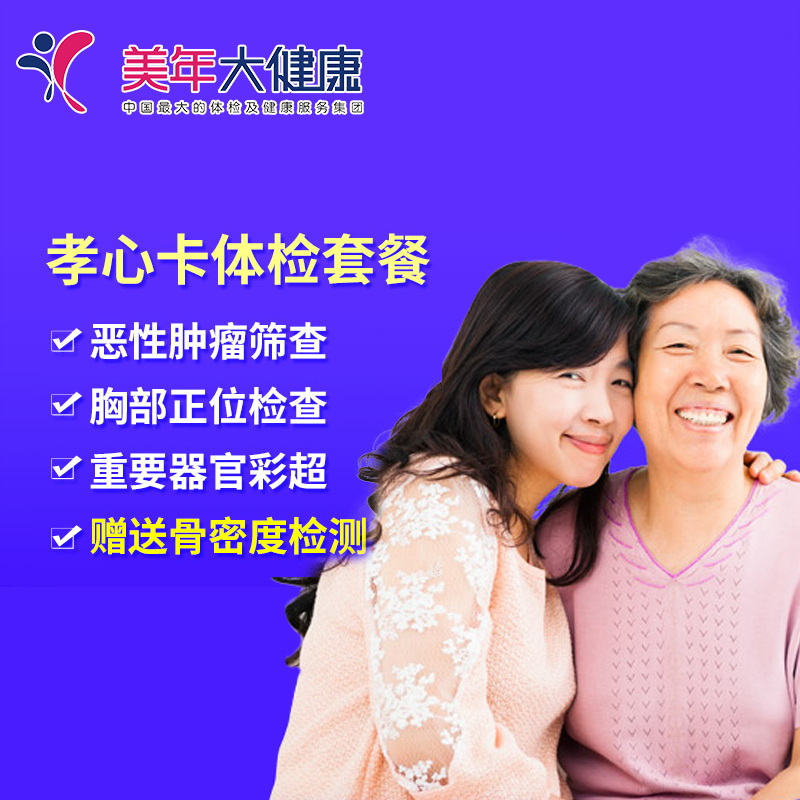 美年大健康
中国最大的体检及健康服务集团
孝心卡体检套餐
恶性肿瘤筛查
胸部正位检查
重要器官彩超
赠送骨密度检测